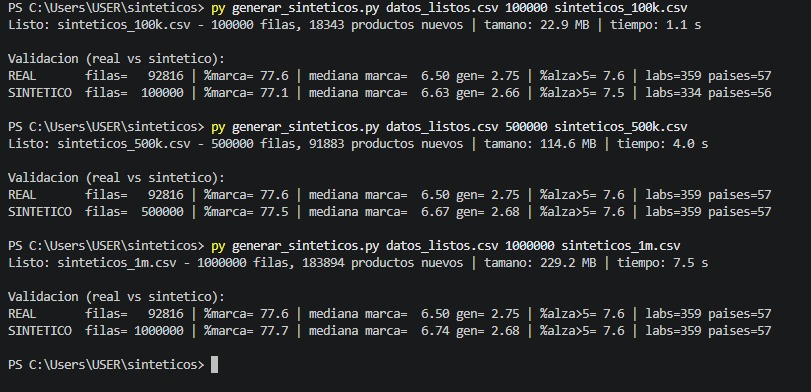 PS C:\Users\USER\sinteticos> py generar_sinteticos.py datos_listos.csv 100000 sinteticos_100k.csv
Listo: sinteticos_100k.csv - 100000 filas, 18343 productos nuevos | tamano: 22.9 MB | tiempo: 1.1 s
Validacion (real vs sintetico):
REAL       filas=   92816 | %marca= 77.6 | mediana marca=  6.50 gen= 2.75 | %alza>5= 7.6 | labs=359 paises=57
SINTETICO  filas=  100000 | %marca= 77.1 | mediana marca=  6.63 gen= 2.66 | %alza>5= 7.5 | labs=334 paises=56
PS C:\Users\USER\sinteticos> py generar_sinteticos.py datos_listos.csv 500000 sinteticos_500k.csv
Listo: sinteticos_500k.csv - 500000 filas, 91883 productos nuevos | tamano: 114.6 MB | tiempo: 4.0 s
Validacion (real vs sintetico):
REAL       filas=   92816 | %marca= 77.6 | mediana marca=  6.50 gen= 2.75 | %alza>5= 7.6 | labs=359 paises=57
SINTETICO  filas=  500000 | %marca= 77.5 | mediana marca=  6.67 gen= 2.68 | %alza>5= 7.6 | labs=359 paises=57
PS C:\Users\USER\sinteticos> py generar_sinteticos.py datos_listos.csv 1000000 sinteticos_1m.csv
Listo: sinteticos_1m.csv - 1000000 filas, 183894 productos nuevos | tamano: 229.2 MB | tiempo: 7.5 s
Validacion (real vs sintetico):
REAL       filas=   92816 | %marca= 77.6 | mediana marca=  6.50 gen= 2.75 | %alza>5= 7.6 | labs=359 paises=57
SINTETICO  filas= 1000000 | %marca= 77.7 | mediana marca=  6.74 gen= 2.68 | %alza>5= 7.6 | labs=359 paises=57
PS C:\Users\USER\sinteticos>